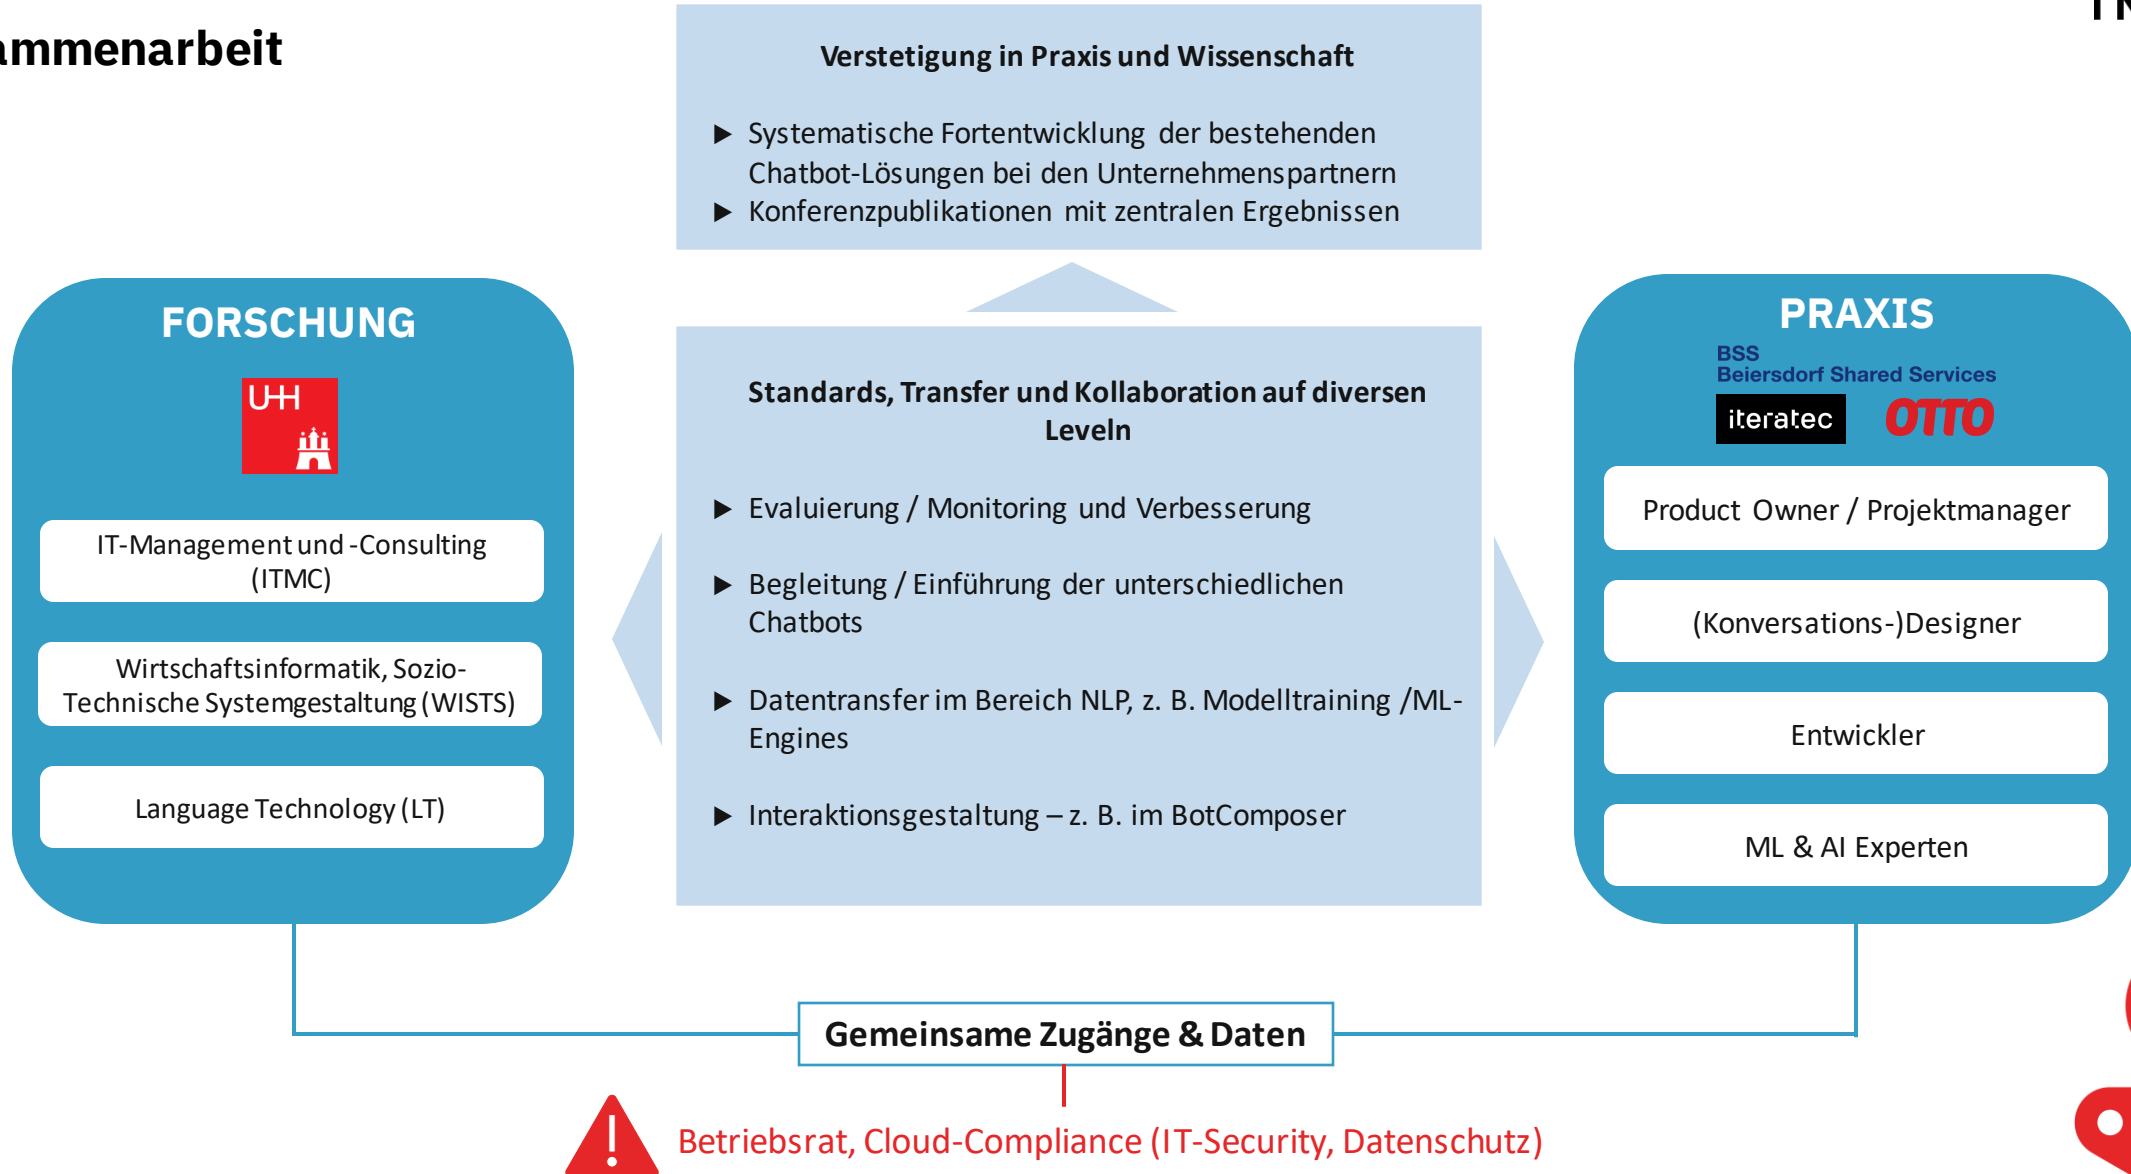 ammenarbeit
Verstetigung in Praxis und Wissenschaft
▶ Systematische Fortentwicklung der bestehenden
Chatbot-Lösungen bei den Unternehmenspartnern
▶ Konferenzpublikationen mit zentralen Ergebnissen
FORSCHUNG
UHH
IT-Management und -Consulting
(ITMC)
Wirtschaftsinformatik, Sozio-
Technische Systemgestaltung (WISTS)
Language Technology (LT)
Standards, Transfer und Kollaboration auf diversen
Leveln
▶ Evaluierung / Monitoring und Verbesserung
▶ Begleitung / Einführung der unterschiedlichen
Chatbots
▶ Datentransfer im Bereich NLP, z. B. Modelltraining /ML-
Engines
▶ Interaktionsgestaltung – z. B. im BotComposer
PRAXIS
BSS
Beiersdorf Shared Services
iteratec
OTTO
Product Owner / Projektmanager
(Konversations-)Designer
Entwickler
ML & AI Experten
Gemeinsame Zugänge & Daten
Betriebsrat, Cloud-Compliance (IT-Security, Datenschutz)